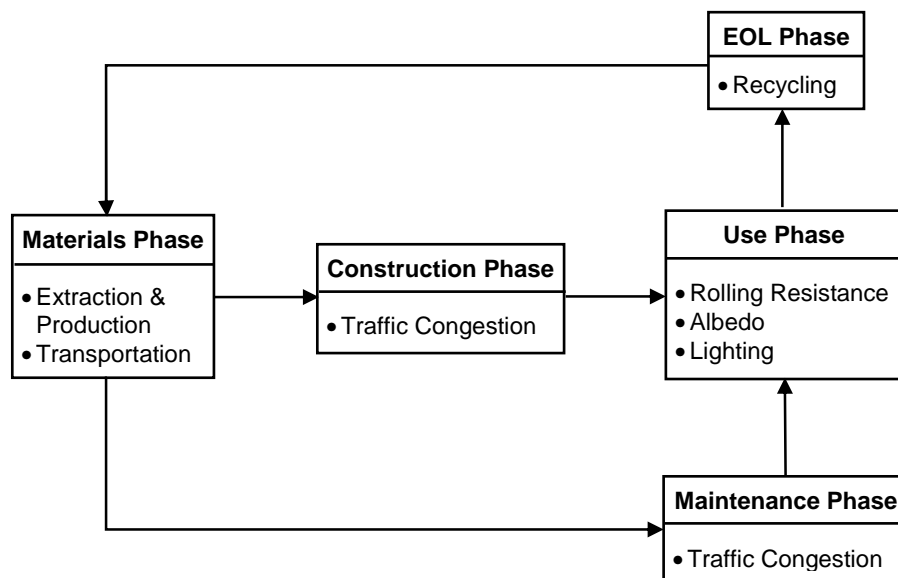 EOL Phase
• Recycling
Materials Phase
• Extraction &
Production
• Transportation
Construction Phase
• Traffic Congestion
Use Phase
• Rolling Resistance
• Albedo
• Lighting
Maintenance Phase
• Traffic Congestion